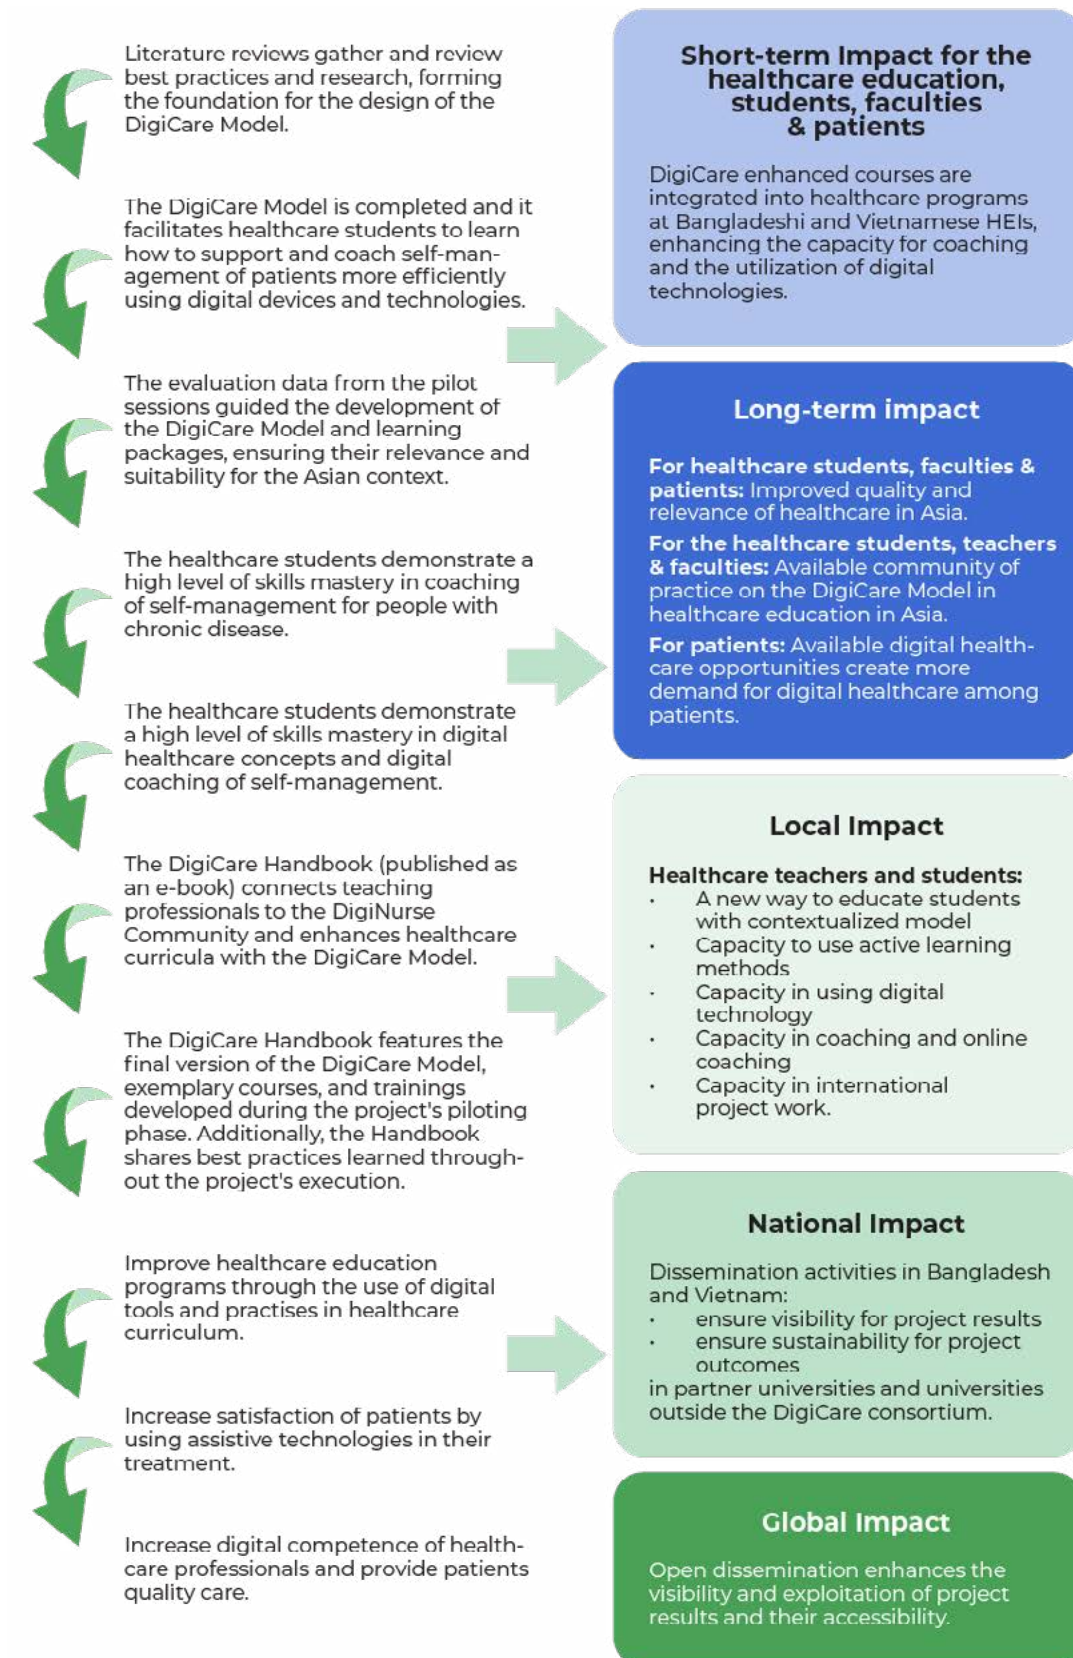 Literature reviews gather and review
best practices and research, forming
the foundation for the design of the
DigiCare Model.
The DigiCare Model is completed and it
facilitates healthcare students to learn
how to support and coach self-man-
agement of patients more efficiently
using digital devices and technologies.
The evaluation data from the pilot
sessions guided the development of
the DigiCare Model and learning
packages, ensuring their relevance and
suitability for the Asian context.
The healthcare students demonstrate a
high level of skills mastery in coaching
of self-management for people with
chronic disease.
The healthcare students demonstrate
a high level of skills mastery in digital
healthcare concepts and digital
coaching of self-management.
The DigiCare Handbook (published as
an e-book) connects teaching
professionals to the DigiNurse
Community and enhances healthcare
curricula with the DigiCare Model.
The DigiCare Handbook features the
final version of the DigiCare Model,
exemplary courses, and trainings
developed during the project's piloting
phase. Additionally, the Handbook
shares best practices learned through-
out the project's execution.
Improve healthcare education
programs through the use of digital
tools and practises in healthcare
curriculum.
Increase satisfaction of patients by
using assistive technologies in their
treatment.
Increase digital competence of health-
care professionals and provide patients
quality care.
Short-term Impact for the
healthcare education,
students, faculties
& patients
DigiCare enhanced courses are
integrated into healthcare programs
at Bangladeshi and Vietnamese HEIs,
enhancing the capacity for coaching
and the utilization of digital
technologies.
Long-term impact
For healthcare students, faculties &
patients: Improved quality and
relevance of healthcare in Asia.
For the healthcare students, teachers
& faculties: Available community of
practice on the DigiCare Model in
healthcare education in Asia.
For patients: Available digital health-
care opportunities create more
demand for digital healthcare among
patients.
Local Impact
Healthcare teachers and students:
• A new way to educate students
with contextualized model
• Capacity to use active learning
methods
• Capacity in using digital
technology
• Capacity in coaching and online
coaching
• Capacity in international
project work.
National Impact
Dissemination activities in Bangladesh
and Vietnam:
• ensure visibility for project results
• ensure sustainability for project
outcomes
in partner universities and universities
outside the DigiCare consortium.
Global Impact
Open dissemination enhances the
visibility and exploitation of project
results and their accessibility.